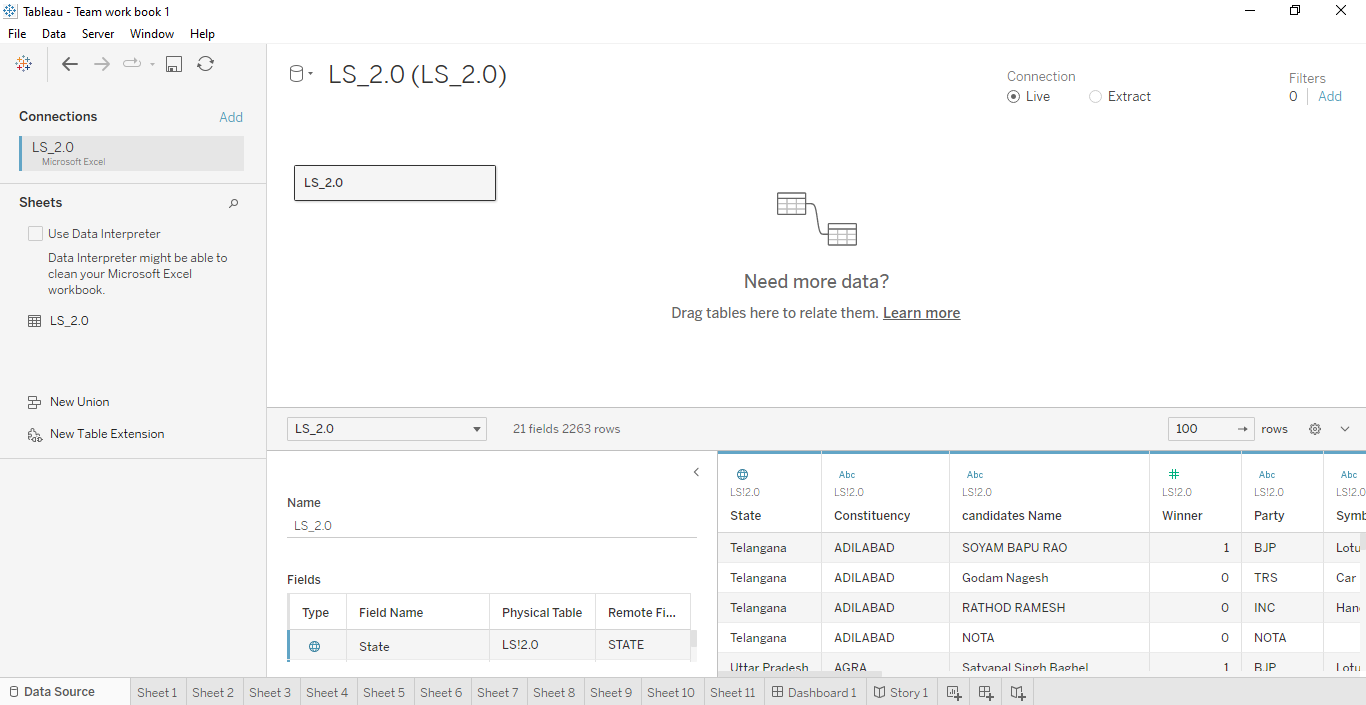 Tableau - Team work book 1
File Data Server Window Help
Connections Add
LS_2.0
Microsoft Excel
Sheets
Use Data Interpreter
Data Interpreter might be able to
clean your Microsoft Excel
workbook.
LS_2.0
New Union
New Table Extension
LS_2.0 (LS_2.0)
Connection
Live Extract
Filters
0 Add
LS_2.0
Need more data?
Drag tables here to relate them. Learn more
LS_2.0 21 fields 2263 rows 100 → rows
Name
LS_2.0
Fields
Type Field Name Physical Table Remote Fi...
State LS!2.0 STATE
Abc Abc # Abc Abc
LS!2.0 LS!2.0 LS!2.0 LS!2.0 LS!2.0 LS!2.0
State Constituency candidates Name Winner Party Symb
Telangana ADILABAD SOYAM BAPU RAO 1 BJP Lotu
Telangana ADILABAD Godam Nagesh 0 TRS Car
Telangana ADILABAD RATHOD RAMESH 0 INC Han
Telangana ADILABAD NOTA 0 NOTA
Uttar Pradesh AGRA Satyapal Singh Baghel 1 BJP Lotu
Data Source Sheet 1 Sheet 2 Sheet 3 Sheet 4 Sheet 5 Sheet 6 Sheet 7 Sheet 8 Sheet 9 Sheet 10 Sheet 11 Dashboard 1 Story 1